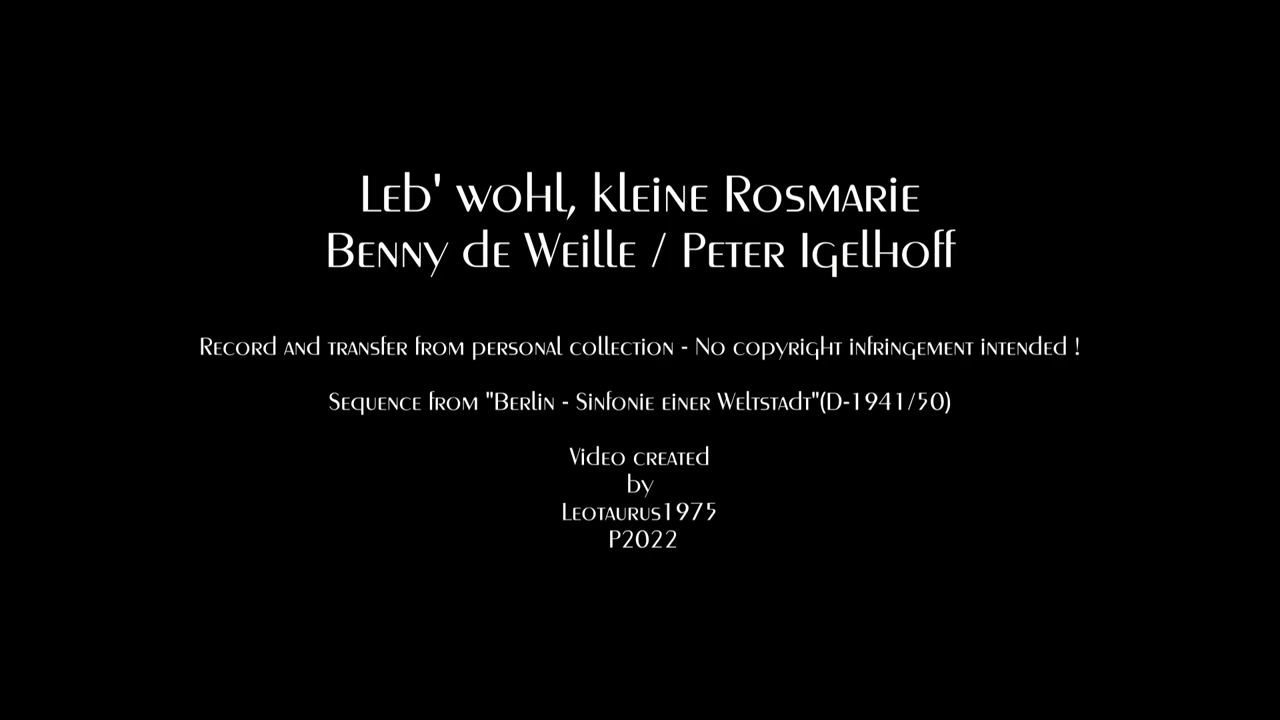 Leb' wohl, kleine Rosmarie
Benny de Weille / Peter Igelhoff
Record and transfer from personal collection - No copyright infringement intended !
Sequence from "Berlin - Sinfonie einer Weltstadt"(D-1941/50)
Video created
by
Leotaurus1975
P2022